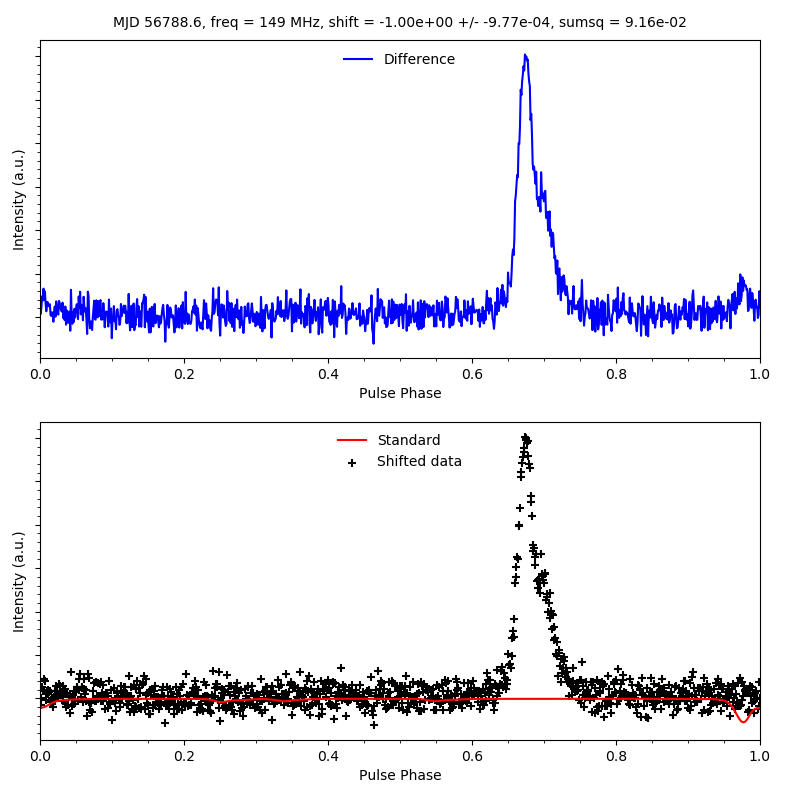 MJD 56788.6, freq = 149 MHz, shift = -1.00e+00 +/- -9.77e-04, sumsq = 9.16e-02
Difference
Intensity (a.u.)
0.0 0.2 0.4 0.6 0.8 1.0
Pulse Phase
Standard
Shifted data
Intensity (a.u.)
0.0 0.2 0.4 0.6 0.8 1.0
Pulse Phase